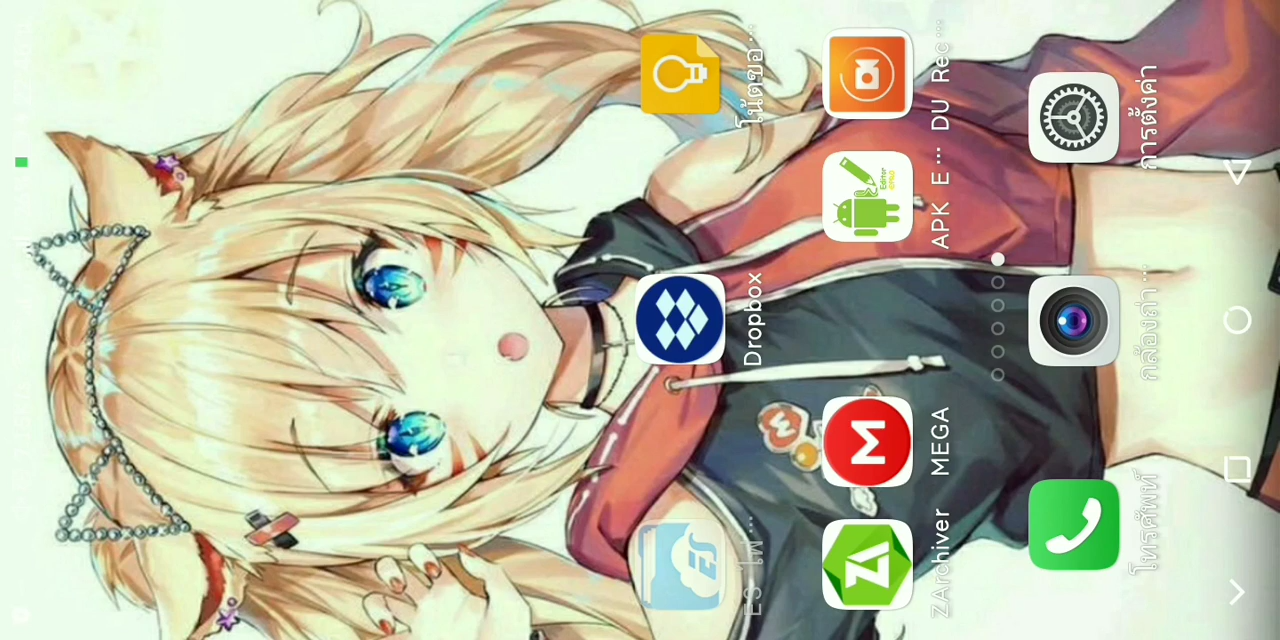 ES ไฟ...
Dropbox
โน้ตขอ...
ZArchiver
MEGA
APK E...
DU Rec...
โทรศัพท์
กล้องถ่า...
การตั้งค่า